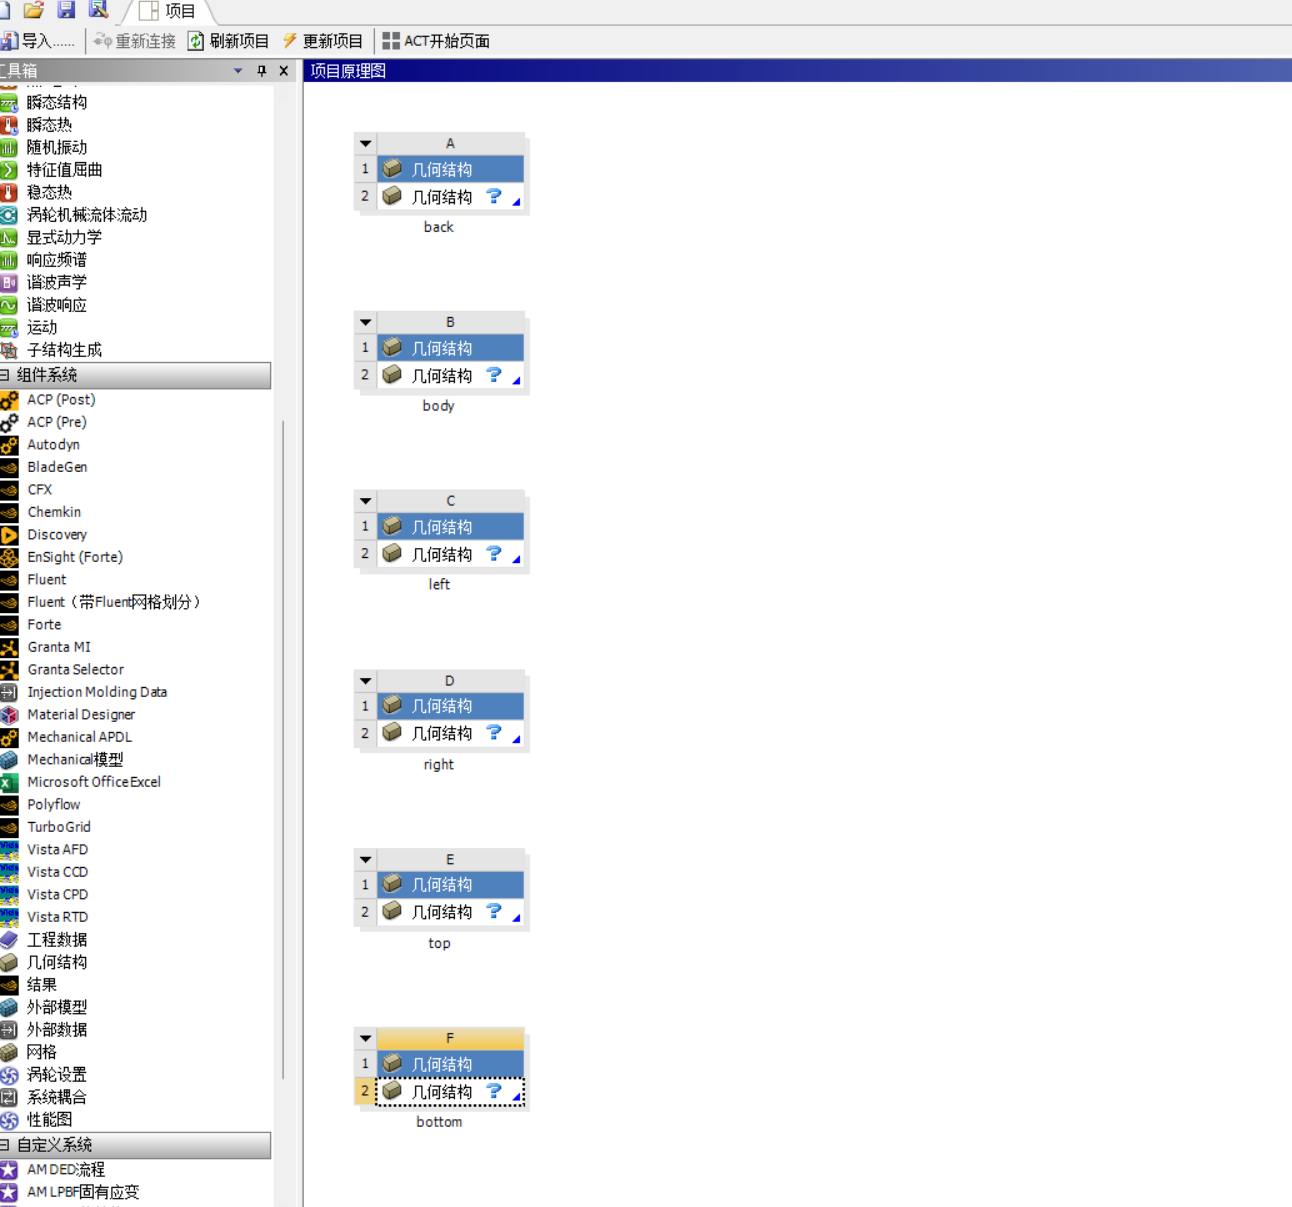 项目
导入......
重新连接
刷新项目
更新项目
ACT开始页面
工具箱
瞬态结构
瞬态热
随机振动
特征值屈曲
稳态热
涡轮机械流体流动
显式动力学
响应频谱
谐波声学
谐波响应
运动
子结构生成
组件系统
ACP (Post)
ACP (Pre)
Autodyn
BladeGen
CFX
Chemkin
Discovery
EnSight (Forte)
Fluent
Fluent（带Fluent网格划分）
Forte
Granta MI
Granta Selector
Injection Molding Data
Material Designer
Mechanical APDL
Mechanical模型
Microsoft Office Excel
Polyflow
TurboGrid
Vista AFD
Vista CCD
Vista CPD
Vista RTD
工程数据
几何结构
结果
外部模型
外部数据
网格
涡轮设置
系统耦合
性能图
自定义系统
AM DED流程
AM LPBF固有应变
项目原理图
A
1 几何结构
2 几何结构 ?
back
B
1 几何结构
2 几何结构 ?
body
C
1 几何结构
2 几何结构 ?
left
D
1 几何结构
2 几何结构 ?
right
E
1 几何结构
2 几何结构 ?
top
F
1 几何结构
2 几何结构 ?
bottom